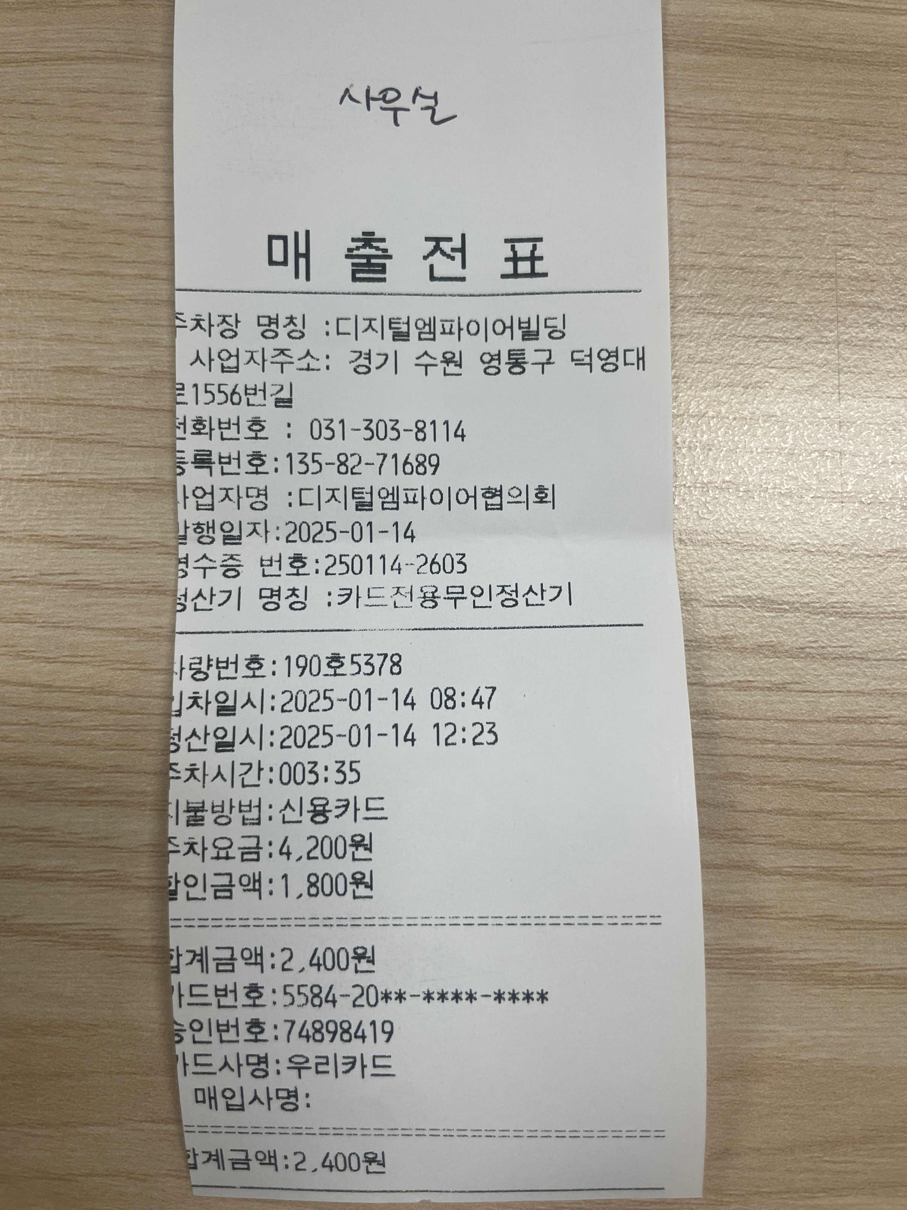 사우실
매출전표
주차장 명칭 :디지털엠파이어빌딩
사업자주소: 경기 수원 영통구 덕영대
로1556번길
전화번호 : 031-303-8114
등록번호:135-82-71689
사업자명 :디지털엠파이어협의회
발행일자:2025-01-14
영수증 번호:250114-2603
정산기 명칭 :카드전용무인정산기
차량번호:190호5378
입차일시:2025-01-14 08:47
정산일시:2025-01-14 12:23
주차시간:003:35
지불방법:신용카드
주차요금:4,200원
할인금액:1,800원
합계금액:2,400원
카드번호:5584-20**-****-****
승인번호:74898419
카드사명:우리카드
매입사명:
합계금액:2,400원